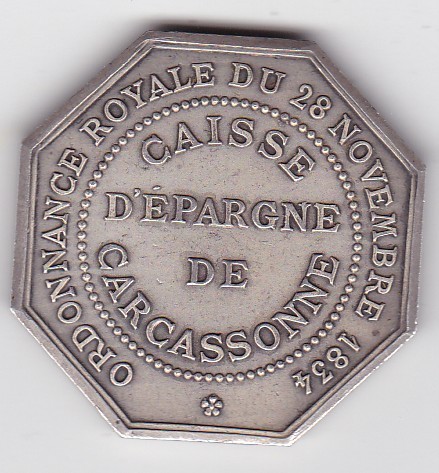 ORDONNANCE ROYALE DU 28 NOVEMBRE 1834
CAISSE
D'ÉPARGNE
DE
CARCASSONNE